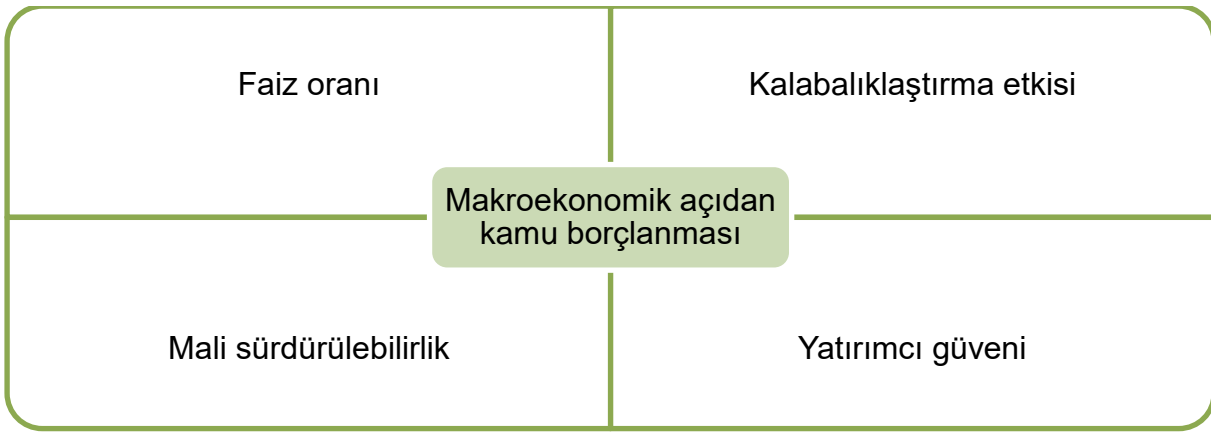 Faiz oranı
Kalabalıklaştırma etkisi
Makroekonomik açıdan
kamu borçlanması
Mali sürdürülebilirlik
Yatırımcı güveni